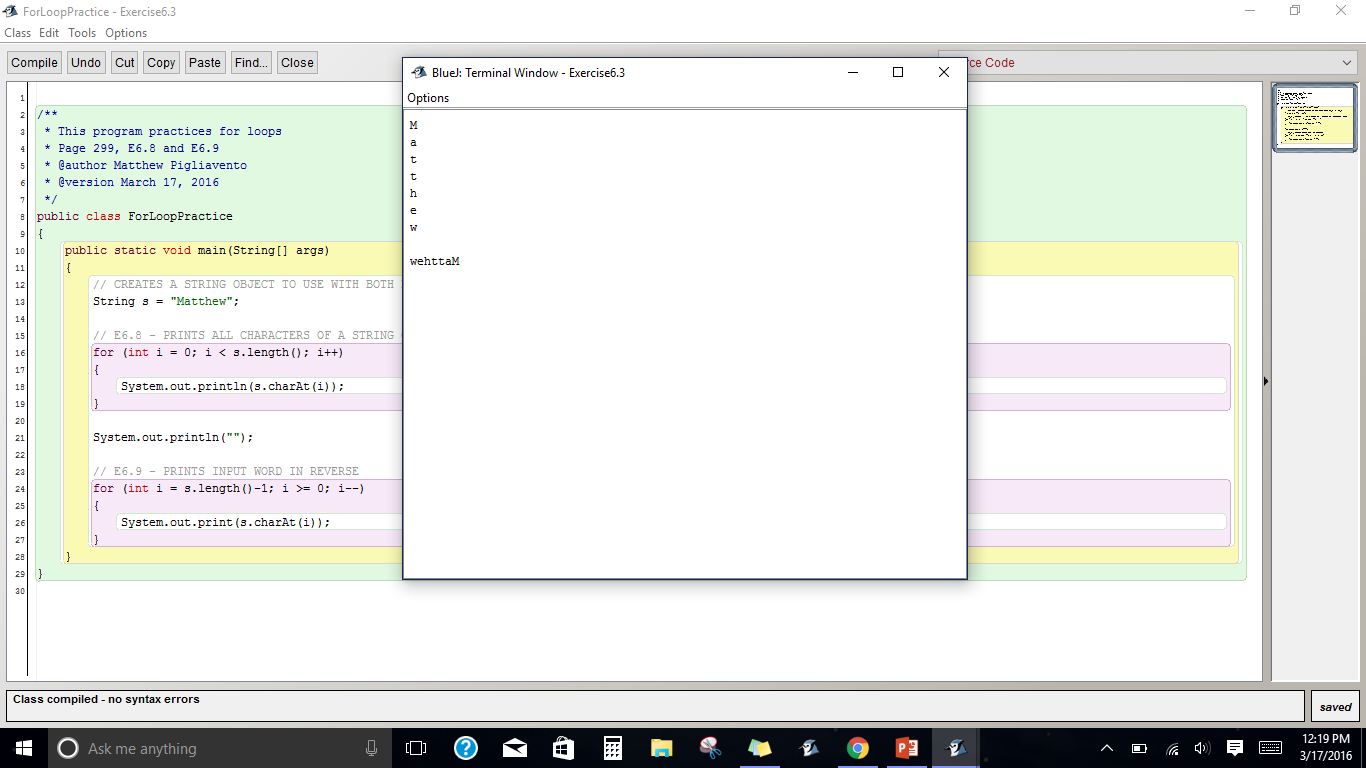 ForLoopPractice - Exercise6.3
Class Edit Tools Options
Compile Undo Cut Copy Paste Find... Close
Code
BlueJ: Terminal Window - Exercise6.3
Options
M
a
t
t
h
e
w
wehttaM
1
2 /**
3 * This program practices for loops
4 * Page 299, E6.8 and E6.9
5 * @author Matthew Pigliavento
6 * @version March 17, 2016
7 */
8 public class ForLoopPractice
9 {
10 public static void main(String[] args)
11 {
12 // CREATES A STRING OBJECT TO USE WITH BOTH
13 String s = "Matthew";
14
15 // E6.8 - PRINTS ALL CHARACTERS OF A STRING
16 for (int i = 0; i < s.length(); i++)
17 {
18 System.out.println(s.charAt(i));
19 }
20
21 System.out.println("");
22
23 // E6.9 - PRINTS INPUT WORD IN REVERSE
24 for (int i = s.length()-1; i >= 0; i--)
25 {
26 System.out.print(s.charAt(i));
27 }
28 }
29 }
30
Class compiled - no syntax errors
saved
Ask me anything
12:19 PM
3/17/2016